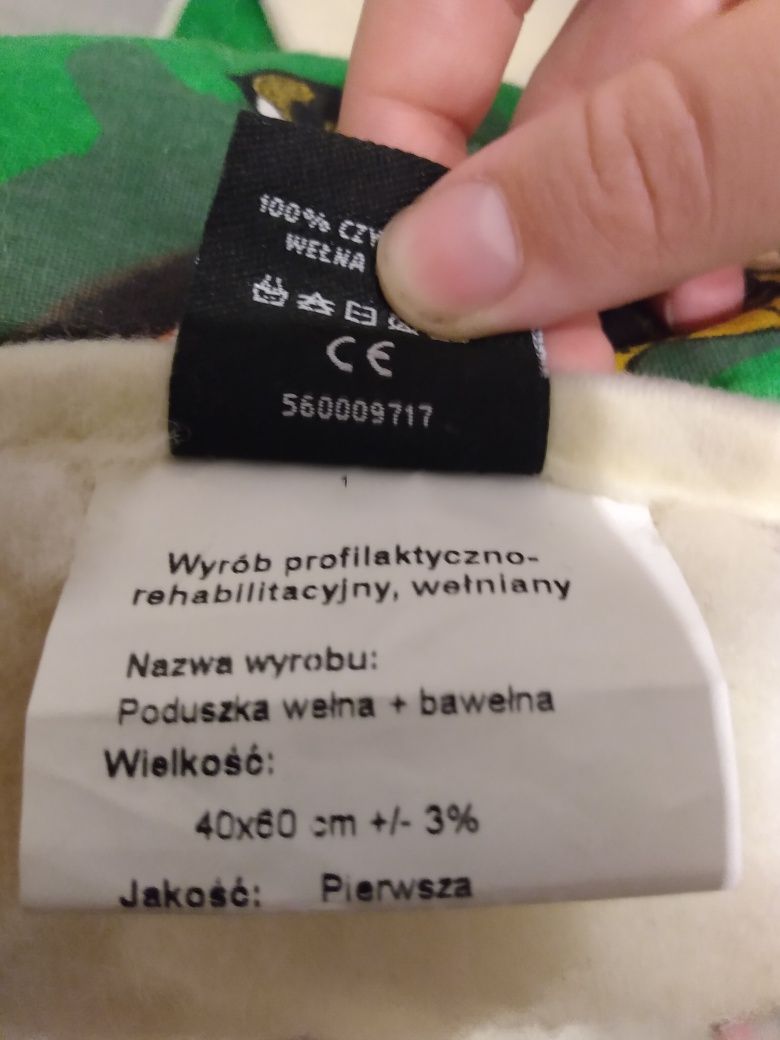 100% CZY
WEŁNA
CE
560009717
1
Wyrób profilaktyczno-
rehabilitacyjny, wełniany
Nazwa wyrobu:
Poduszka wełna + bawełna
Wielkość:
40x60 cm +/- 3%
Jakość: Pierwsza